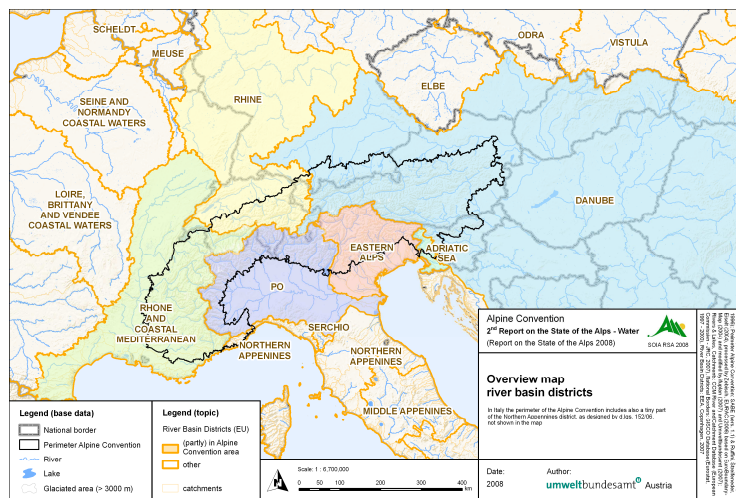 SCHELDT
MEUSE
ODRA
VISTULA
ELBE
RHINE
SEINE AND
NORMANDY
COASTAL WATERS
LOIRE,
BRITTANY
AND VENDEE
COASTAL WATERS
DANUBE
EASTERN
ALPS
ADRIATIC
SEA
PO
RHONE
AND
COASTAL
MEDITERRANEAN
SERCHIO
NORTHERN
APPENINES
NORTHERN
APPENINES
MIDDLE APPENINES
Legend (base data)
National border
Perimeter Alpine Convention
River
Lake
Glaciated area (> 3000 m)
Legend (topic)
River Basin Districts (EU)
(partly) in Alpine
Convention area
other
catchments
Scale: 1 : 6,700,000
0 50 100 200 300 400
km
Alpine Convention
2nd Report on the State of the Alps - Water
(Report on the State of the Alps 2008)
SOIA RSA 2008
Overview map
river basin districts
In Italy the perimeter of the Alpine Convention includes also a tiny part
of the Northern Appennines district, as designed by d.lgs. 152/06.
not shown in the map
Date:
2008
Author:
umweltbundesamt Austria